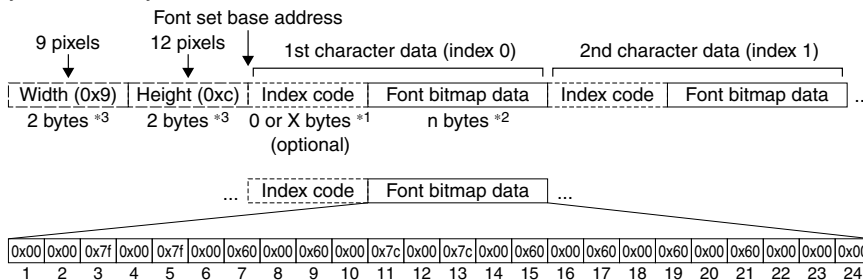 Font set base address
9 pixels 12 pixels 1st character data (index 0) 2nd character data (index 1)
Width (0x9) Height (0xc) Index code Font bitmap data Index code Font bitmap data ...
2 bytes *3 2 bytes *3 0 or X bytes *1 n bytes *2
(optional)
... Index code Font bitmap data ...
0x00 0x00 0x7f 0x00 0x7f 0x00 0x60 0x00 0x60 0x00 0x7c 0x00 0x7c 0x00 0x60 0x00 0x60 0x00 0x60 0x00 0x60 0x00 0x00
1 2 3 4 5 6 7 8 9 10 11 12 13 14 15 16 17 18 19 20 21 22 23